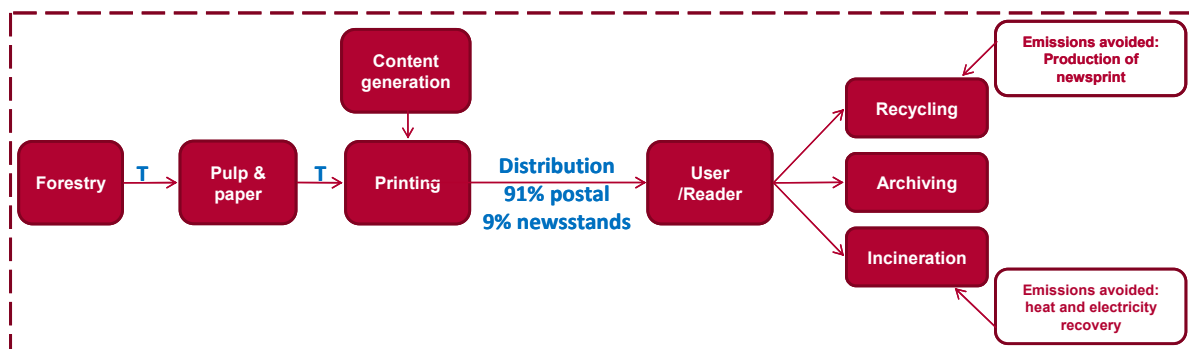 Content
generation
Emissions avoided:
Production of
newsprint
Recycling
Forestry
T
Pulp &
paper
T
Printing
Distribution
91% postal
9% newsstands
User
/Reader
Archiving
Incineration
Emissions avoided:
heat and electricity
recovery